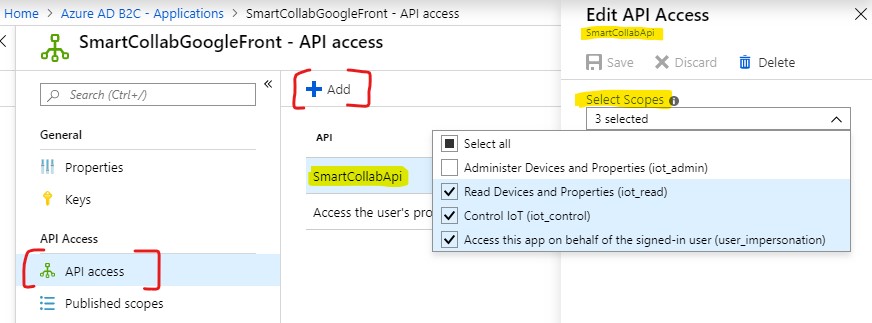 Home > Azure AD B2C - Applications > SmartCollabGoogleFront - API access
SmartCollabGoogleFront - API access
Search (Ctrl+/)
«
General
Properties
Keys
API Access
API access
Published scopes
+ Add
API
SmartCollabApi
Access the user's pro
Edit API Access
SmartCollabApi
Save Discard Delete
Select Scopes
3 selected
Select all
Administer Devices and Properties (iot_admin)
Read Devices and Properties (iot_read)
Control IoT (iot_control)
Access this app on behalf of the signed-in user (user_impersonation)